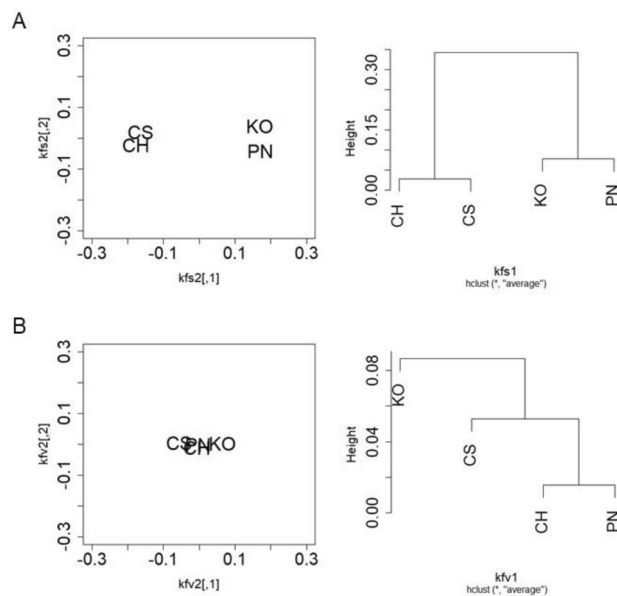 A
0.3
0.1
-0.1
-0.3
kfs2[,2]
CS
CH
KO
PN
-0.3
-0.1
0.1
0.3
kfs2[,1]
0.30
0.15
0.00
Height
CH
CS
KO
PN
kfs1
hclust (*, "average")
B
0.3
0.1
-0.1
-0.3
kfv2[,2]
CS
PN
CH
KO
-0.3
-0.1
0.1
0.3
kfv2[,1]
0.08
0.04
0.00
Height
KO
CS
CH
PN
kfv1
hclust (*, "average")